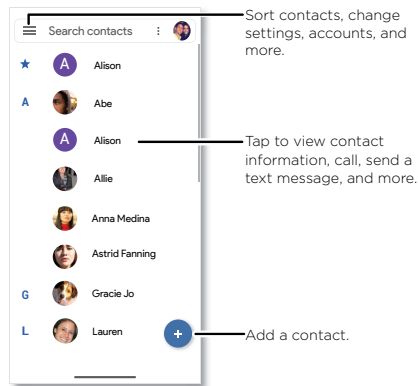 Search contacts
Sort contacts, change
settings, accounts, and
more.
A Alison
A Abe
A Alison
Tap to view contact
information, call, send a
text message, and more.
Allie
Anna Medina
Astrid Fanning
G Gracie Jo
L Lauren
Add a contact.